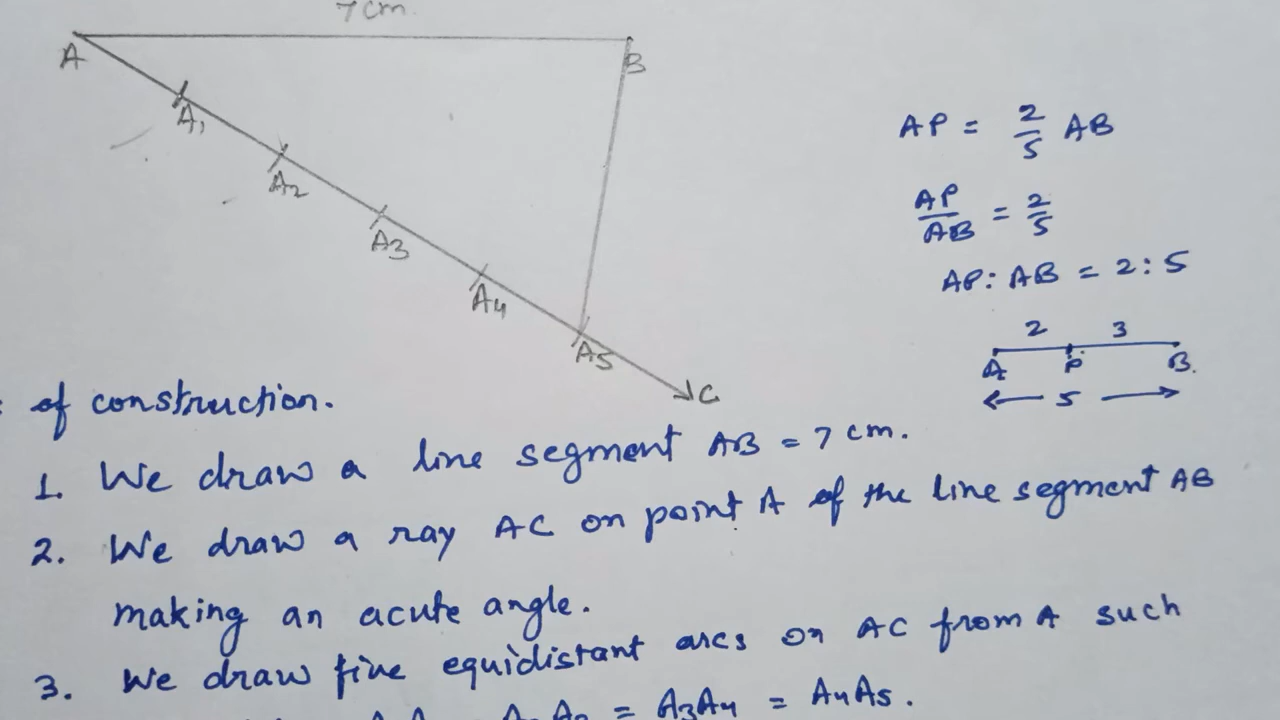 7cm.
A
B
A1
A2
A3
A4
A5
C
AP = 2/5 AB
AP/AB = 2/5
AP : AB = 2 : 5
2 3
A P B.
5
of construction.
1. We draw a line segment AB = 7 cm.
2. We draw a ray AC on point A of the line segment AB
making an acute angle.
3. We draw five equidistant arcs on AC from A such
= A3A4 = A4A5.